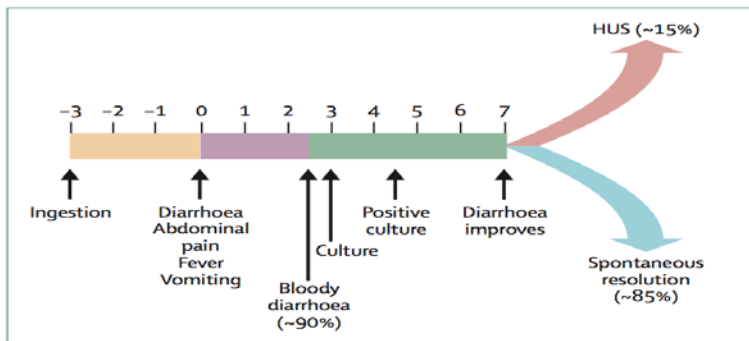 HUS (~15%)
−3 −2 −1 0 1 2 3 4 5 6 7
Ingestion
Diarrhoea
Abdominal
pain
Fever
Vomiting
Bloody
diarrhoea
(~90%)
Culture
Positive
culture
Diarrhoea
improves
Spontaneous
resolution
(~85%)